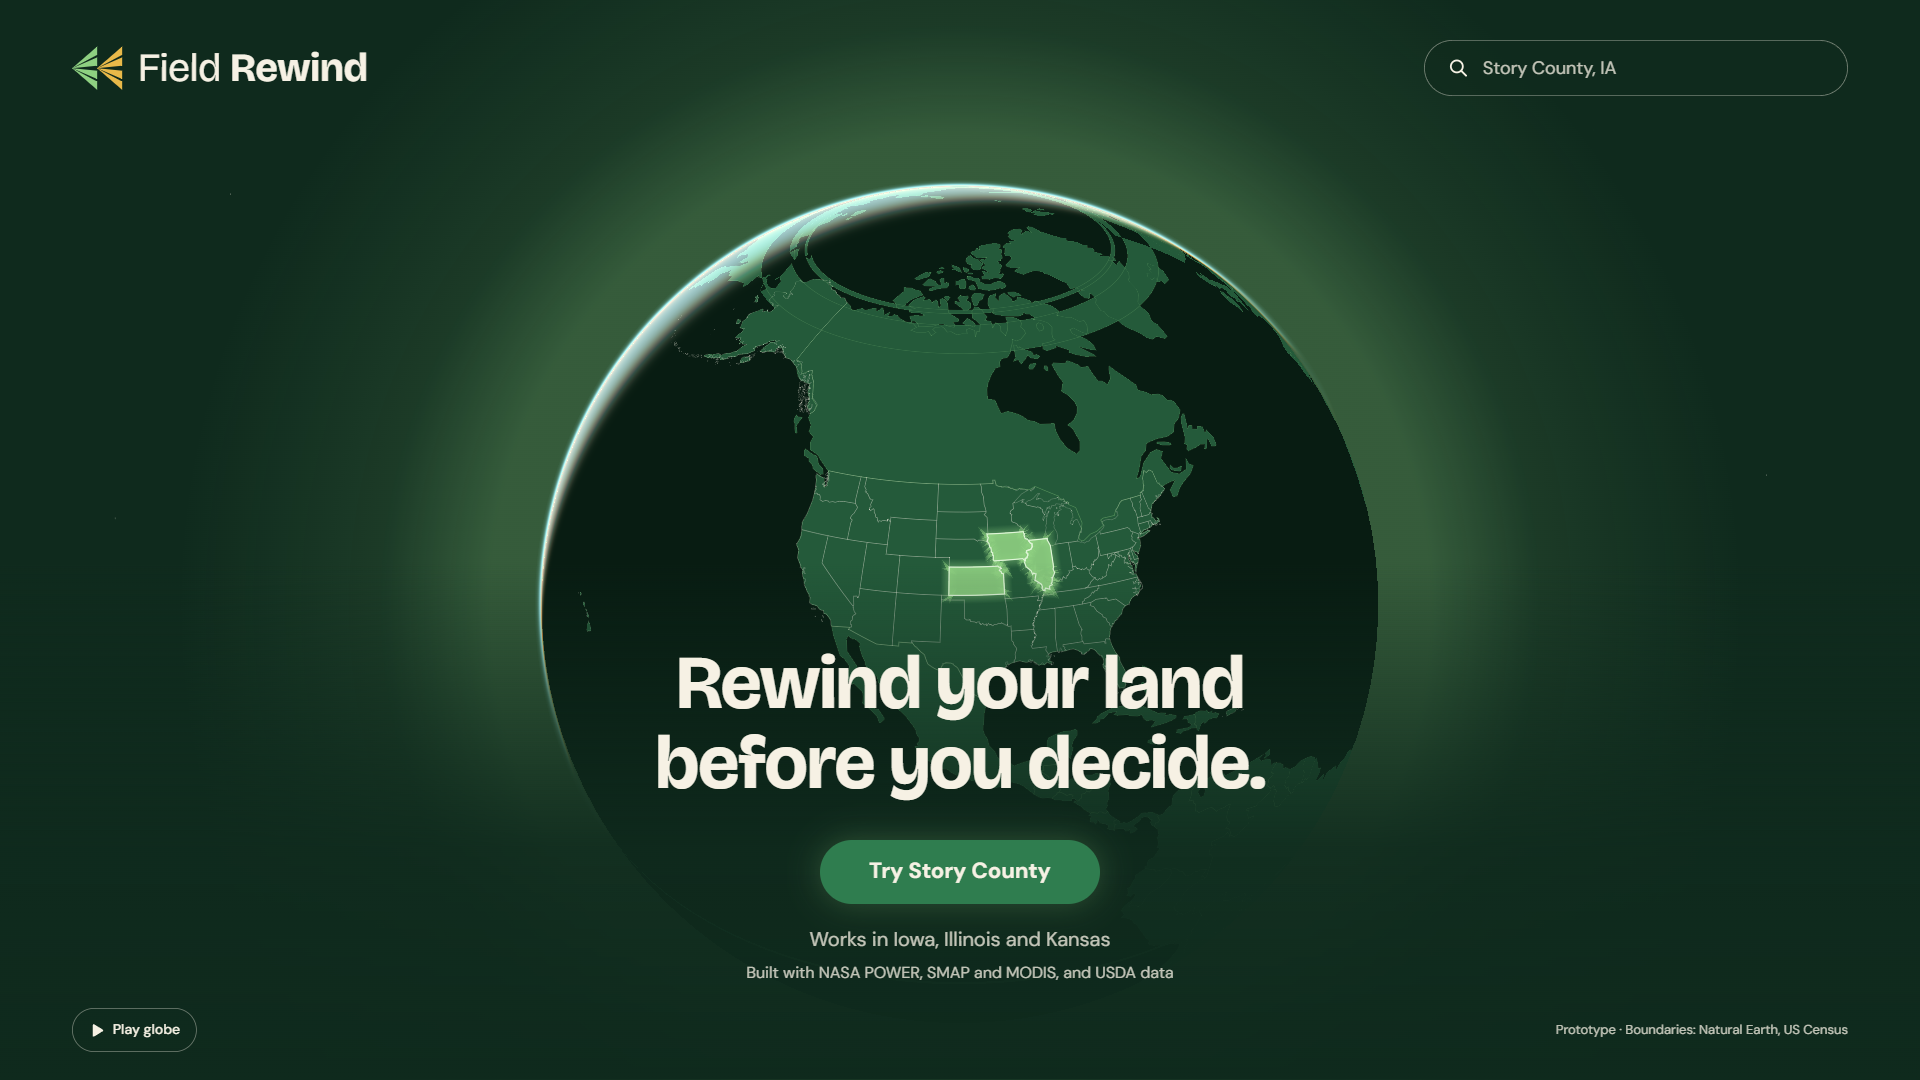 Field Rewind
Story County, IA
Rewind your land
before you decide.
Try Story County
Works in Iowa, Illinois and Kansas
Built with NASA POWER, SMAP and MODIS, and USDA data
Play globe
Prototype · Boundaries: Natural Earth, US Census